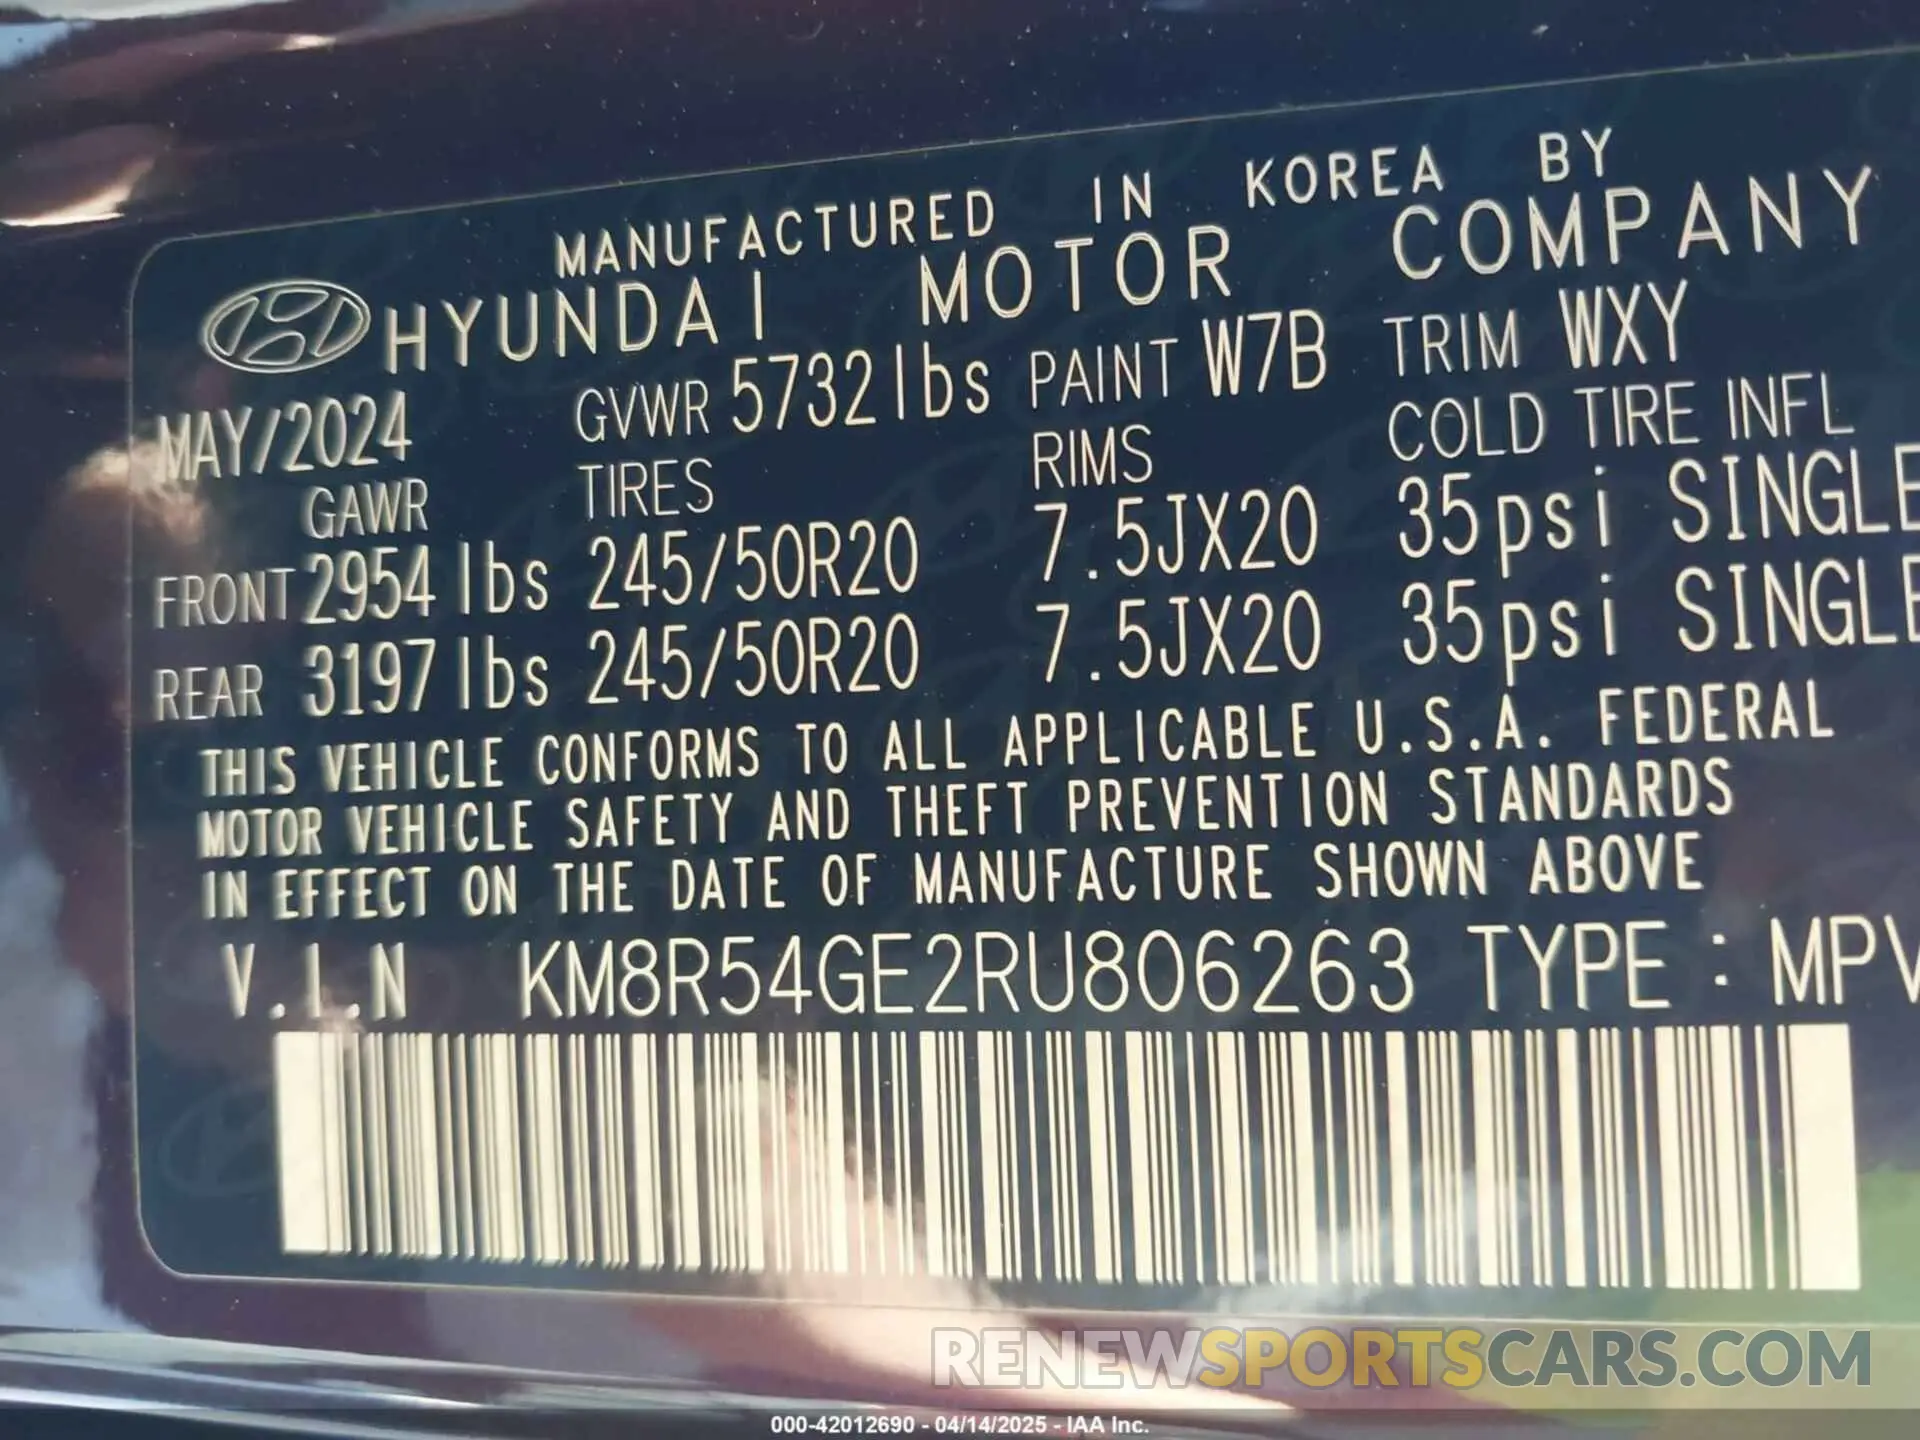 MANUFACTURED IN KOREA BY
HYUNDAI MOTOR COMPANY
MAY/2024 GVWR 5732 lbs PAINT W7B TRIM WXY
GAWR TIRES RIMS COLD TIRE INFL
FRONT 2954 lbs 245/50R20 7.5JX20 35psi SINGLE
REAR 3197 lbs 245/50R20 7.5JX20 35psi SINGLE
THIS VEHICLE CONFORMS TO ALL APPLICABLE U.S.A. FEDERAL
MOTOR VEHICLE SAFETY AND THEFT PREVENTION STANDARDS
IN EFFECT ON THE DATE OF MANUFACTURE SHOWN ABOVE
V.I.N KM8R54GE2RU806263 TYPE : MPV
RENEWSPORTSCARS.COM
000-42012690 - 04/14/2025 - IAA Inc.